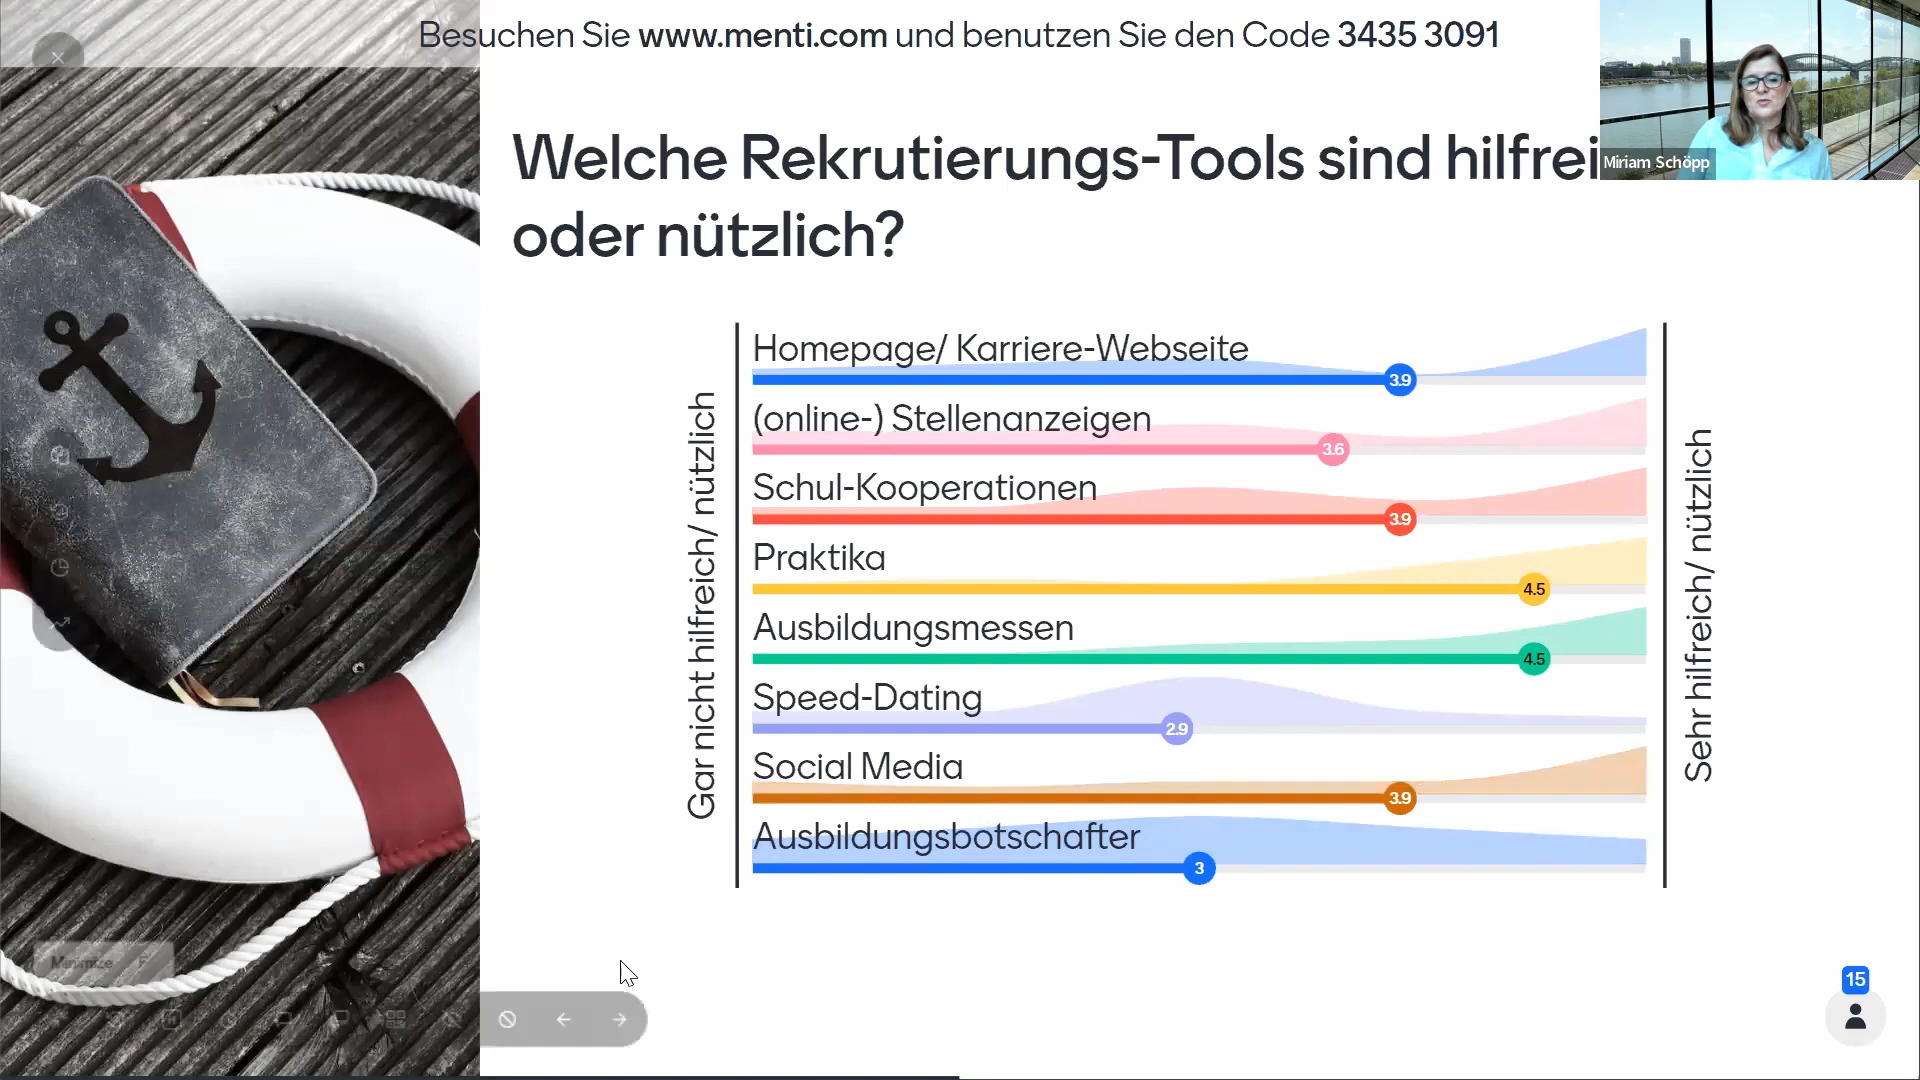 Besuchen Sie www.menti.com und benutzen Sie den Code 3435 3091
Miriam Schöpp
Welche Rekrutierungs-Tools sind hilfrei
oder nützlich?
Gar nicht hilfreich/ nützlich
Homepage/ Karriere-Webseite
3.9
(online-) Stellenanzeigen
3.6
Schul-Kooperationen
3.9
Praktika
4.5
Ausbildungsmessen
4.5
Speed-Dating
2.9
Social Media
3.9
Ausbildungsbotschafter
3
Sehr hilfreich/ nützlich
Minimize F
15